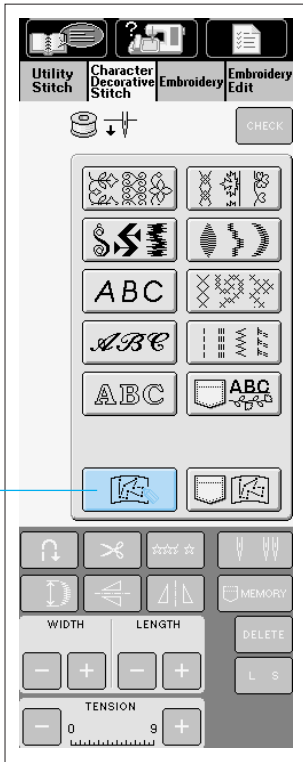 Utility Stitch
Character Decorative Stitch
Embroidery
Embroidery Edit
CHECK
ABC
ABC
ABC
ABC
MEMORY
WIDTH
LENGTH
DELETE
- +
- +
L S
TENSION
- 0 9 +